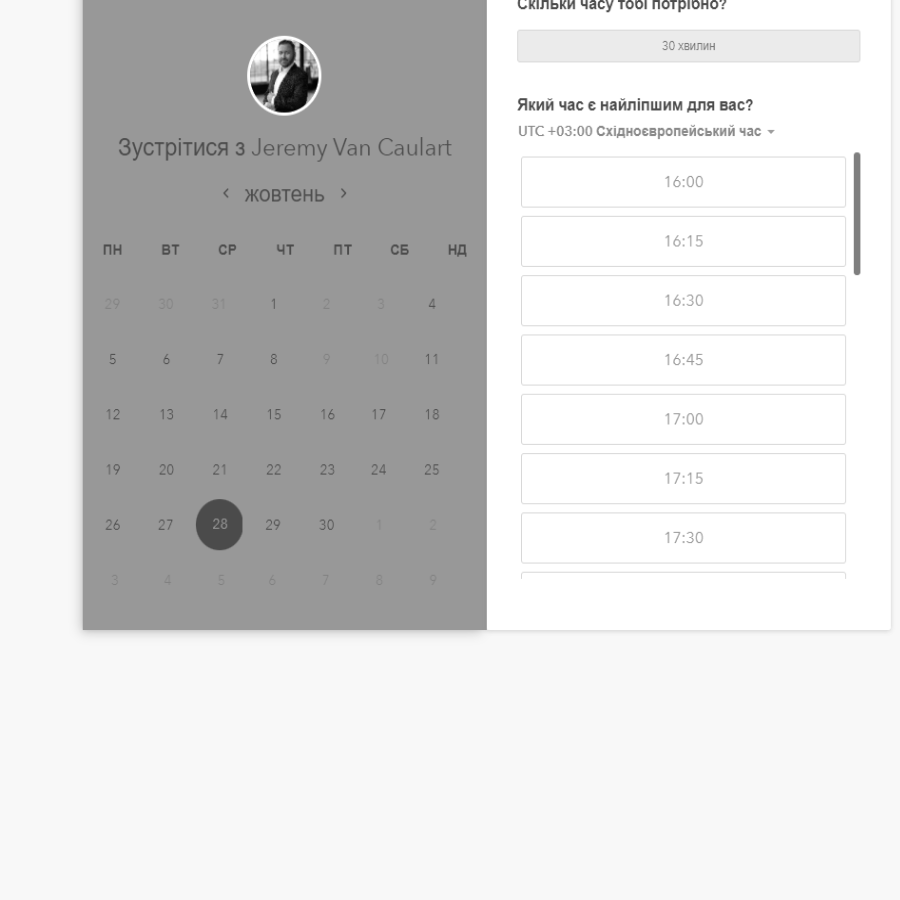 Зустрітися з Jeremy Van Caulart
‹ жовтень ›
ПН ВТ СР ЧТ ПТ СБ НД
29 30 31 1 2 3 4
5 6 7 8 9 10 11
12 13 14 15 16 17 18
19 20 21 22 23 24 25
26 27 28 29 30 1 2
3 4 5 6 7 8 9
Скільки часу тобі потрібно?
30 хвилин
Який час є найліпшим для вас?
UTC +03:00 Східноєвропейський час
16:00
16:15
16:30
16:45
17:00
17:15
17:30